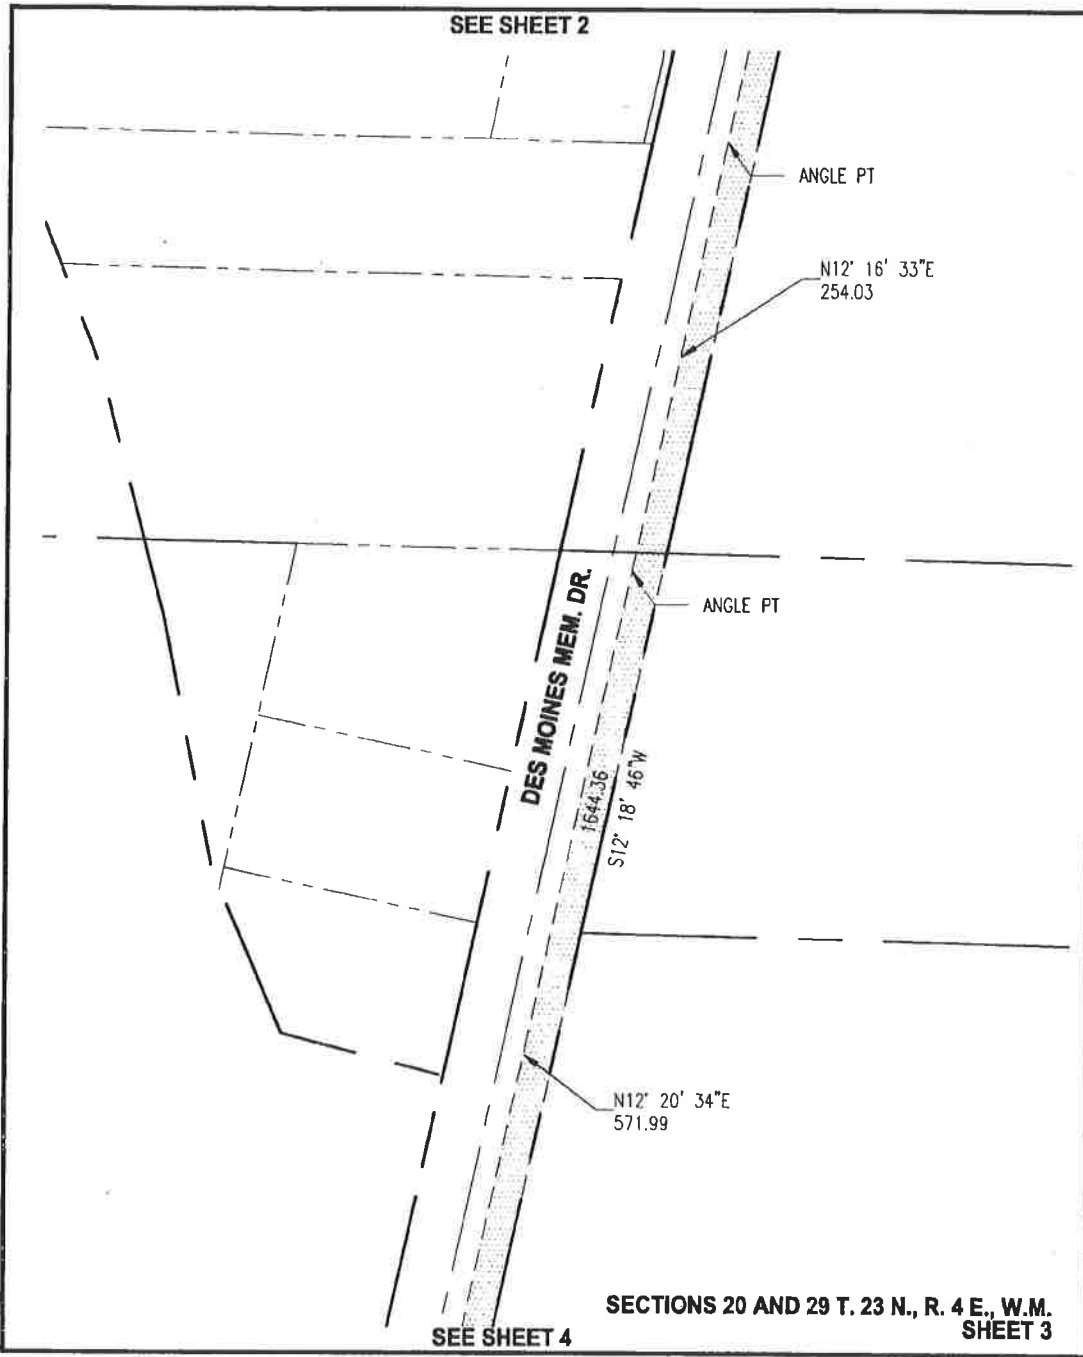 SEE SHEET 2
ANGLE PT
N12° 16' 33"E
254.03
ANGLE PT
DES MOINES MEM. DR.
1644.36
S12° 18' 46"W
N12° 20' 34"E
571.99
SECTIONS 20 AND 29 T. 23 N., R. 4 E., W.M.
SHEET 3
SEE SHEET 4